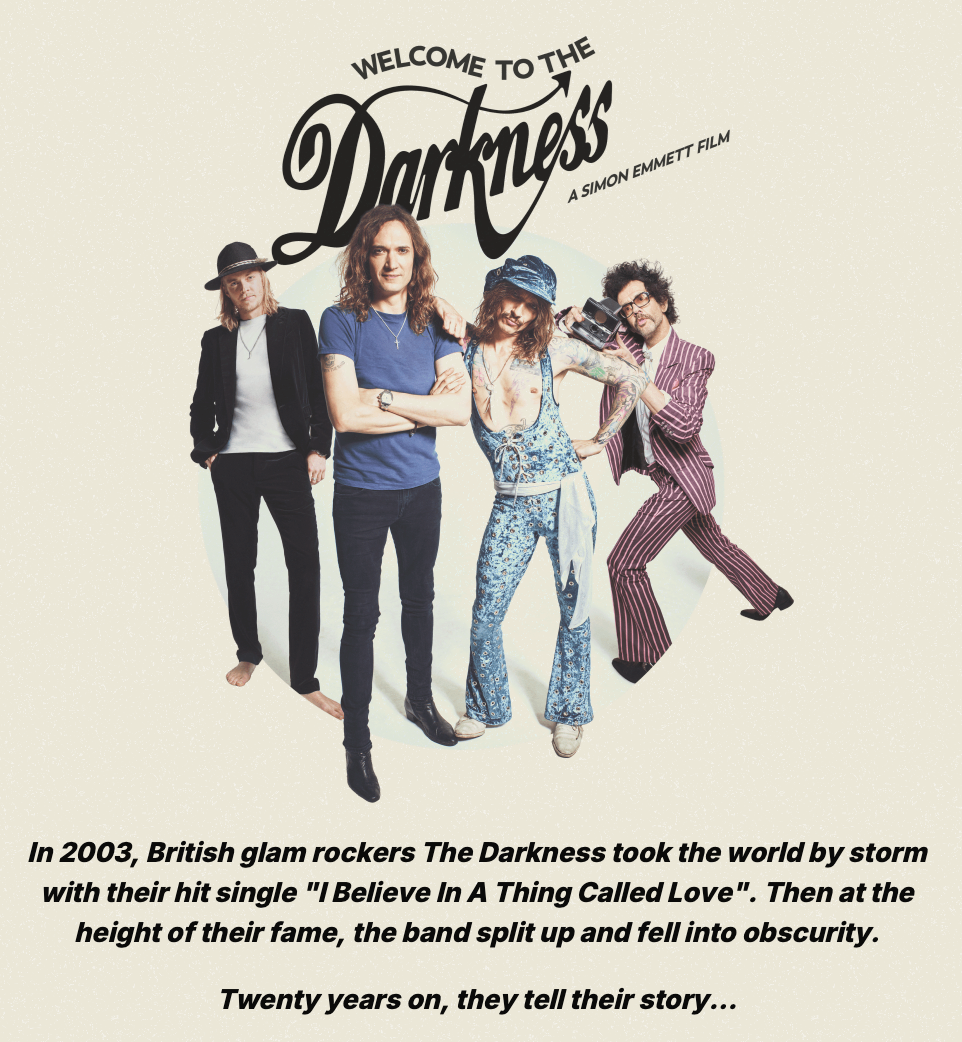 WELCOME TO THE
Darkness
A SIMON EMMETT FILM
In 2003, British glam rockers The Darkness took the world by storm
with their hit single "I Believe In A Thing Called Love". Then at the
height of their fame, the band split up and fell into obscurity.
Twenty years on, they tell their story...